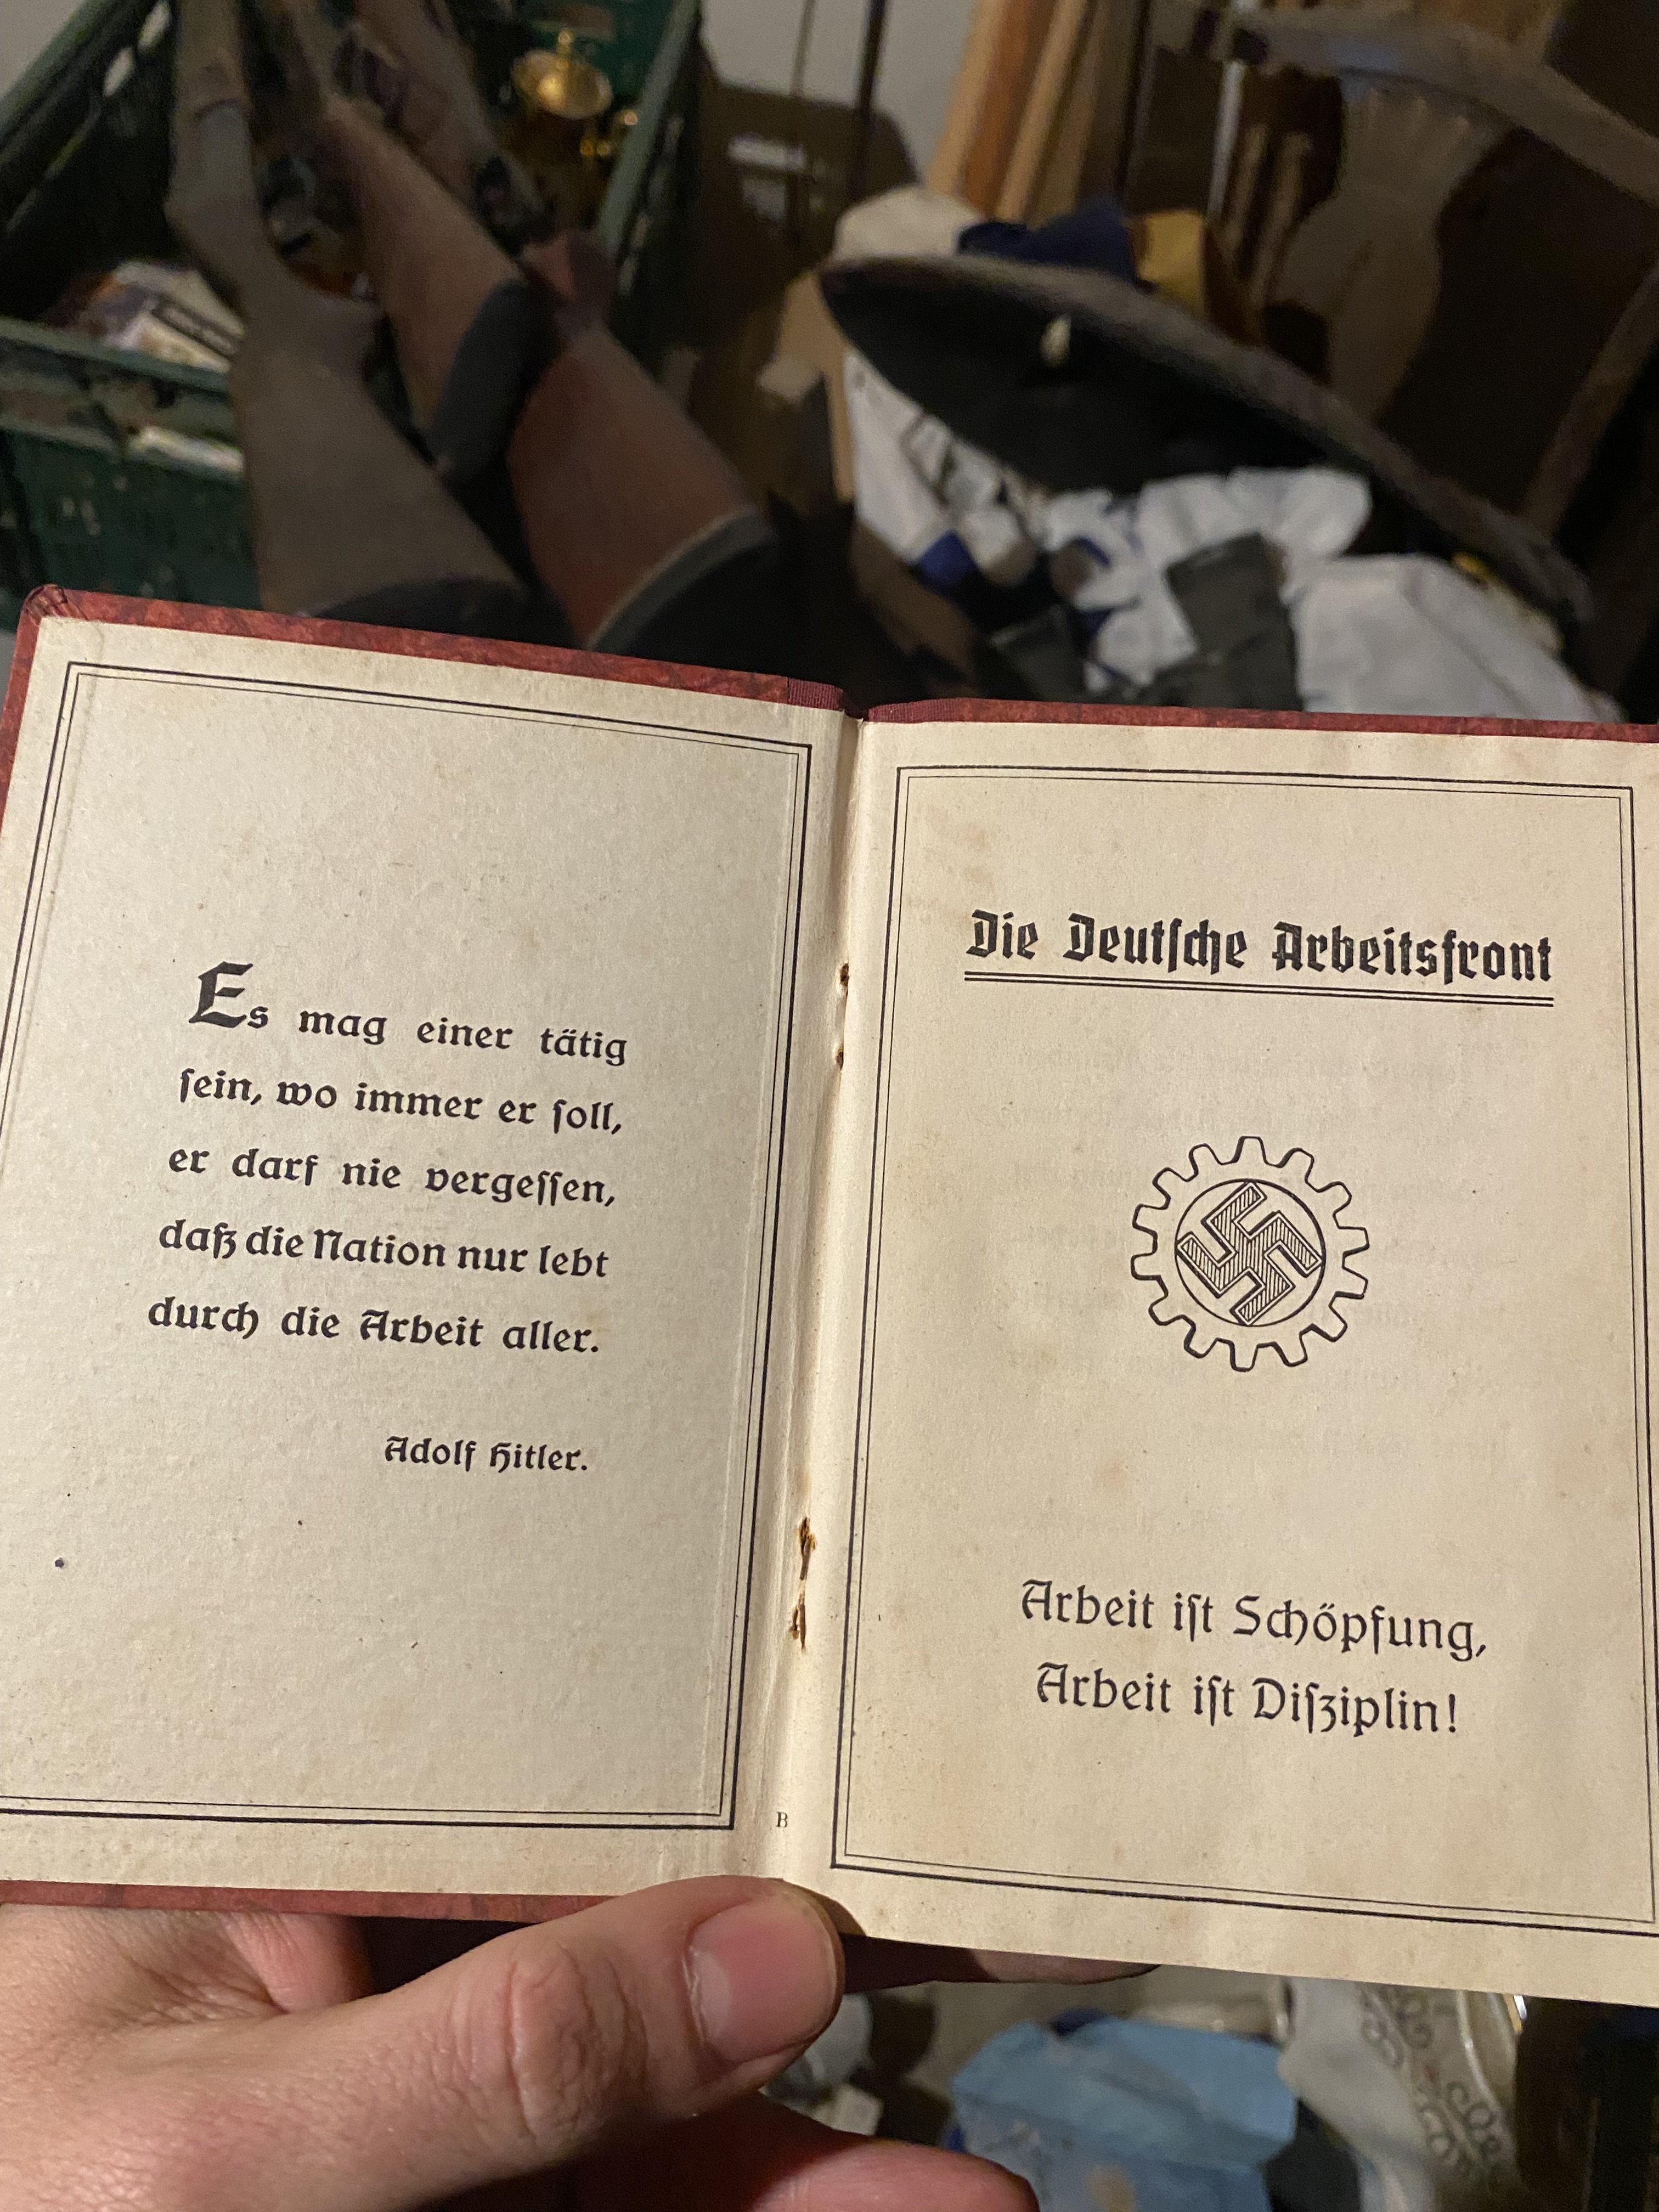 Es mag einer tätig
ſein, wo immer er ſoll,
er darf nie vergeſſen,
daß die Nation nur lebt
durch die Arbeit aller.
Adolf Hitler.
B
Die Deutſche Arbeitsfront
Arbeit iſt Schöpfung,
Arbeit iſt Diſziplin!